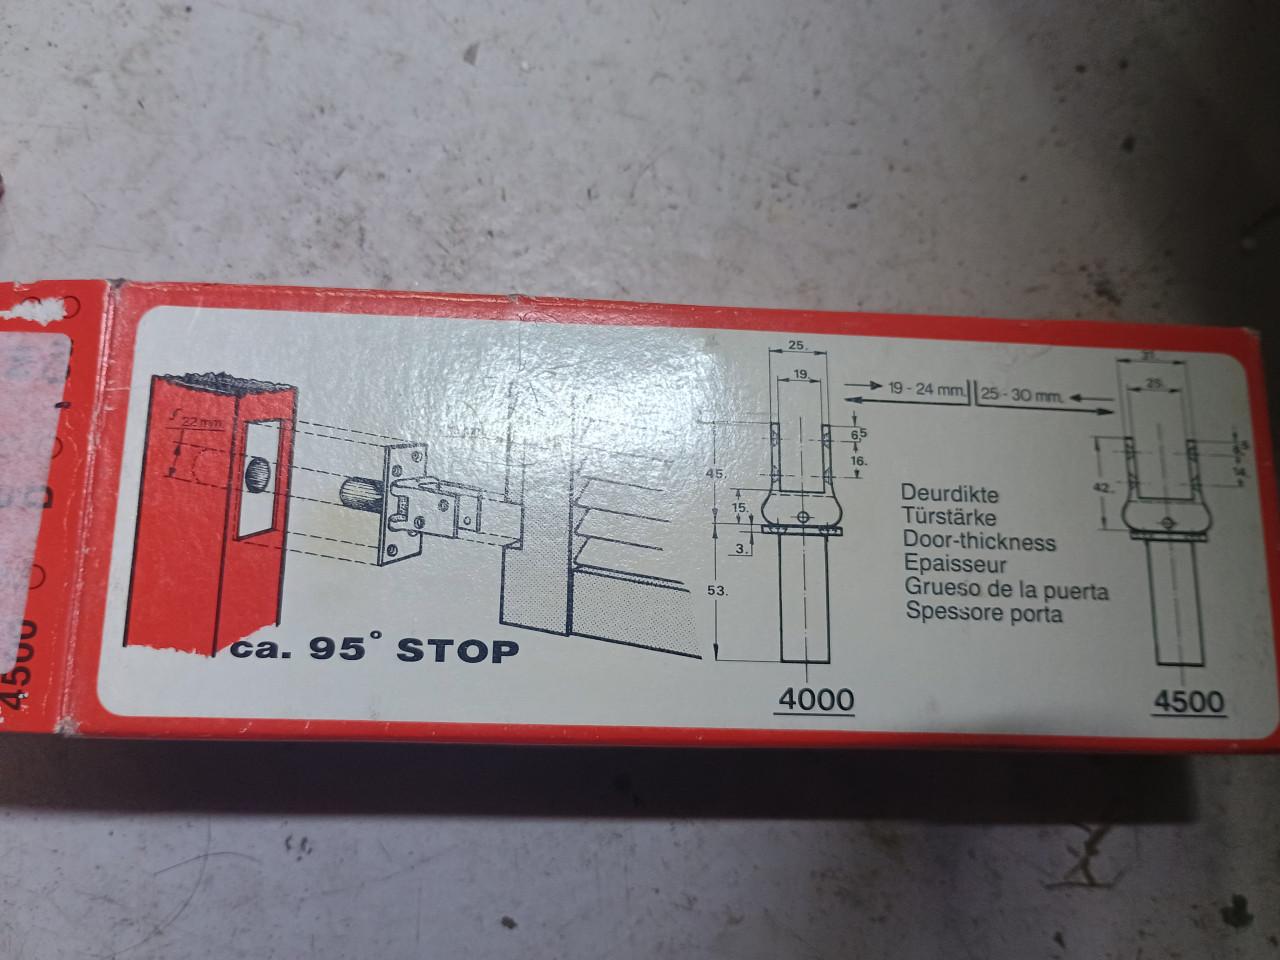 4500
22 mm.
ca. 95° STOP
25.
19.
6,5
16.
45.
15.
3.
53.
4000
19 - 24 mm.
25 - 30 mm.
Deurdikte
Türstärke
Door-thickness
Epaisseur
Grueso de la puerta
Spessore porta
25.
42.
4500